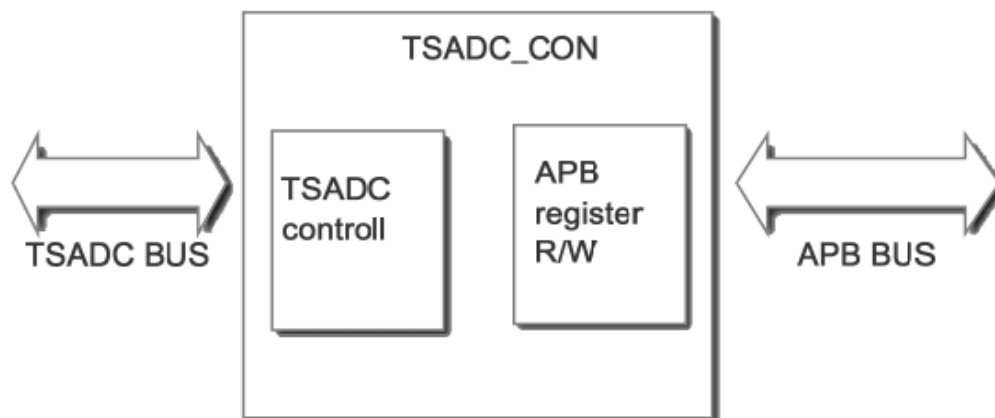 TSADC_CON
TSADC
controll
APB
register
R/W
TSADC BUS
APB BUS